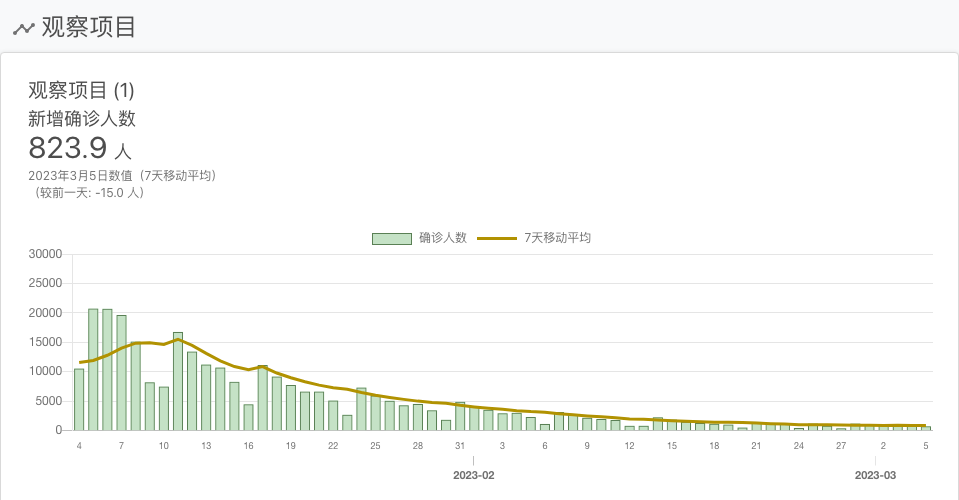 观察项目
观察项目 (1)
新增确诊人数
823.9 人
2023年3月5日数值（7天移动平均）
（较前一天: -15.0 人）
确诊人数 7天移动平均
30000
25000
20000
15000
10000
5000
0
4 7 10 13 16 19 22 25 28 31 3 6 9 12 15 18 21 24 27 2 5
2023-02 2023-03